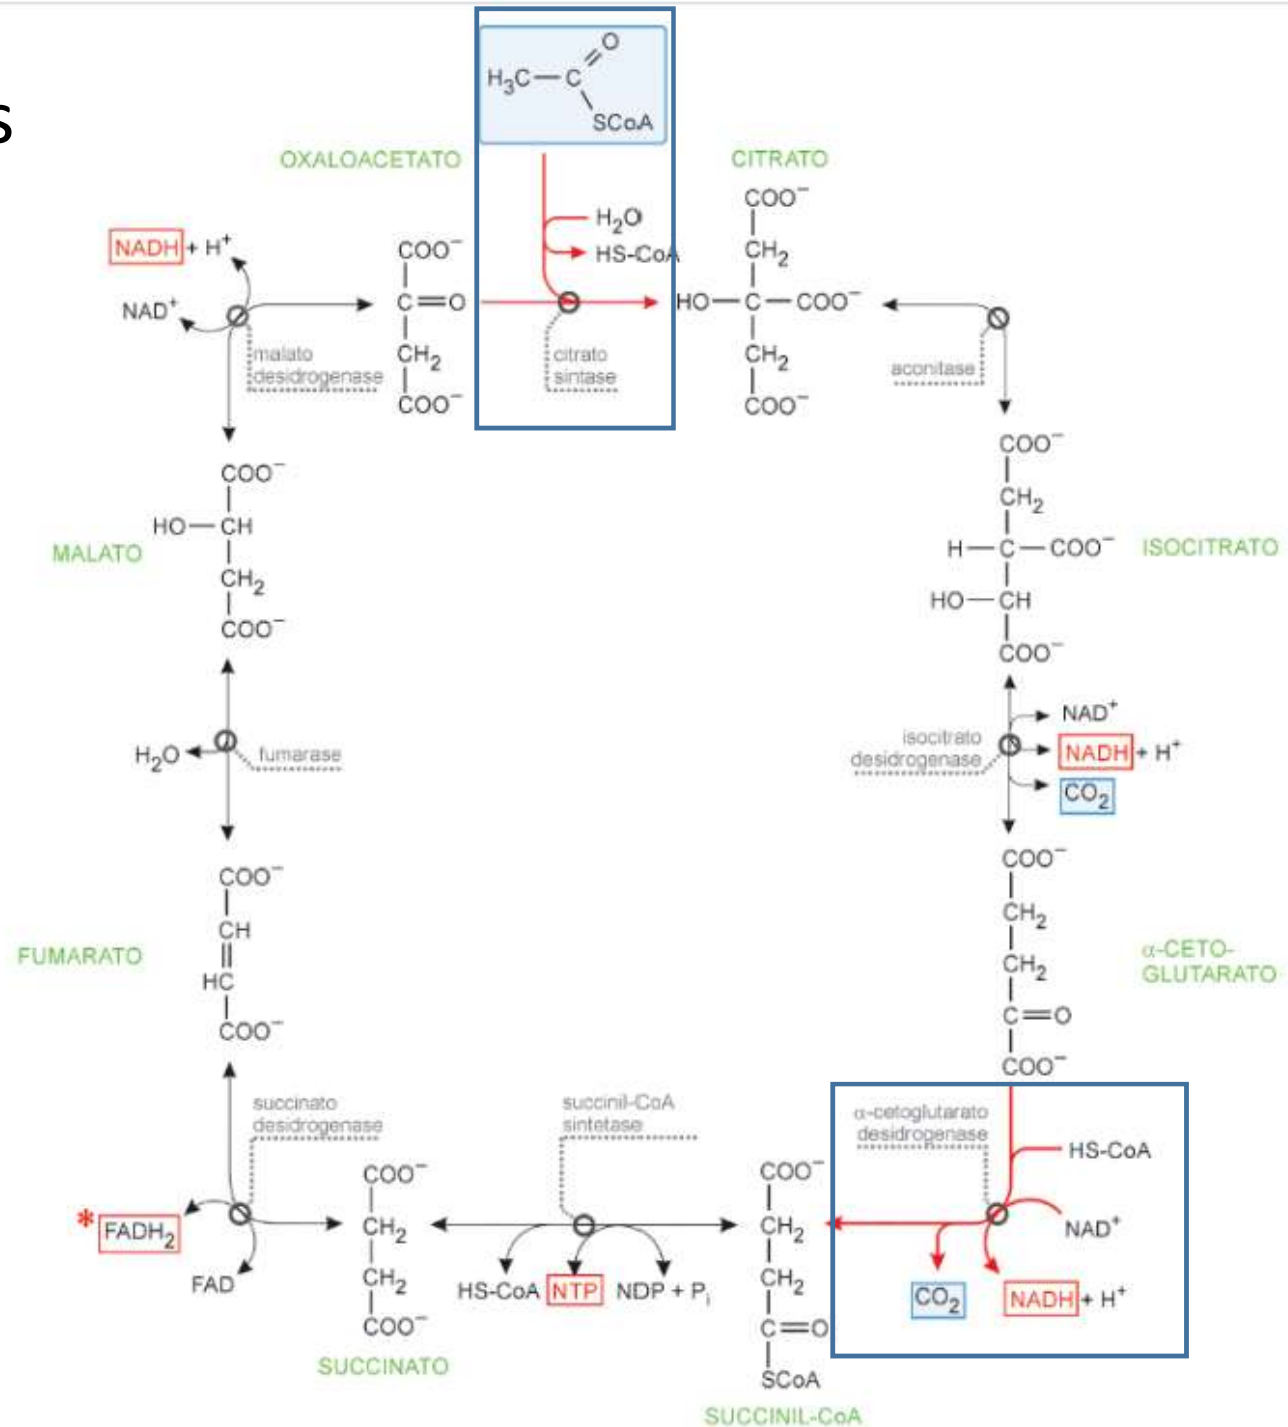 s
H3C—C
O
SCoA
OXALOACETATO
CITRATO
COO−
H2O
HS-CoA
CH2
NADH + H+
NAD+
COO−
C=O
CH2
COO−
HO—C—COO−
CH2
COO−
malato
desidrogenase
citrato
sintase
aconitase
COO−
HO—CH
CH2
COO−
MALATO
COO−
CH2
H—C—COO−
HO—CH
COO−
ISOCITRATO
H2O
fumarase
isocitrato
desidrogenase
NAD+
NADH + H+
CO2
COO−
CH
HC
COO−
FUMARATO
COO−
CH2
CH2
C=O
COO−
α-CETO-
GLUTARATO
succinato
desidrogenase
succinil-CoA
sintetase
α-cetoglutarato
desidrogenase
HS-CoA
NAD+
CO2
NADH + H+
* FADH2
FAD
COO−
CH2
CH2
COO−
SUCCINATO
HS-CoA NTP NDP + Pi
COO−
CH2
CH2
C=O
SCoA
SUCCINIL-CoA